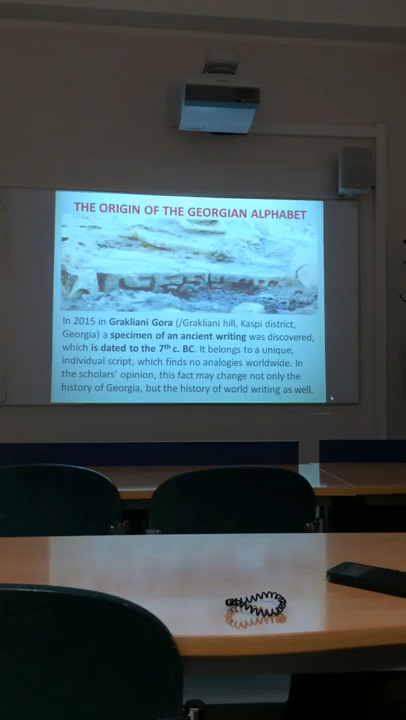 THE ORIGIN OF THE GEORGIAN ALPHABET
In 2015 in Grakliani Gora (/Grakliani hill, Kaspi district,
Georgia) a specimen of an ancient writing was discovered,
which is dated to the 7th c. BC. It belongs to a unique,
individual script, which finds no analogies worldwide. In
the scholars' opinion, this fact may change not only the
history of Georgia, but the history of world writing as well.